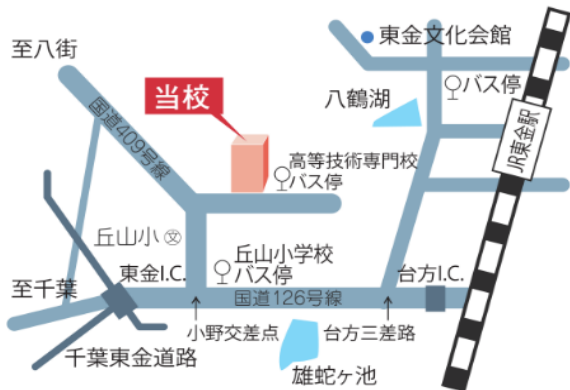 東金文化会館
至八街
バス停
当校
八鶴湖
国道409号線
JR東金駅
高等技術専門校
バス停
丘山小 文
丘山小学校
バス停
東金I.C.
台方I.C.
至千葉
国道126号線
小野交差点
台方三差路
千葉東金道路
雄蛇ヶ池